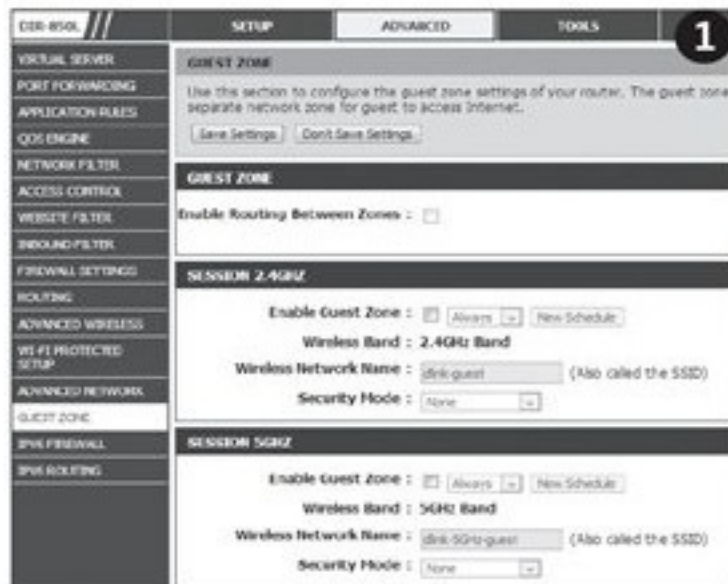 DIR-850L
SETUP
ADVANCED
TOOLS
1
VIRTUAL SERVER
PORT FORWARDING
APPLICATION RULES
QOS ENGINE
NETWORK FILTER
ACCESS CONTROL
WEBSITE FILTER
INBOUND FILTER
FIREWALL SETTINGS
ROUTING
ADVANCED WIRELESS
WI-FI PROTECTED
SETUP
ADVANCED NETWORK
GUEST ZONE
IPV6 FIREWALL
IPV6 ROUTING
GUEST ZONE
Use this section to configure the guest zone settings of your router. The guest zone
separate network zone for guest to access Internet.
Save Settings Don't Save Settings
GUEST ZONE
Enable Routing Between Zones :
SESSION 2.4GHZ
Enable Guest Zone : Always New Schedule
Wireless Band : 2.4GHz Band
Wireless Network Name : dlink-guest (Also called the SSID)
Security Mode : None
SESSION 5GHZ
Enable Guest Zone : Always New Schedule
Wireless Band : 5GHz Band
Wireless Network Name : dlink-5GHz-guest (Also called the SSID)
Security Mode : None